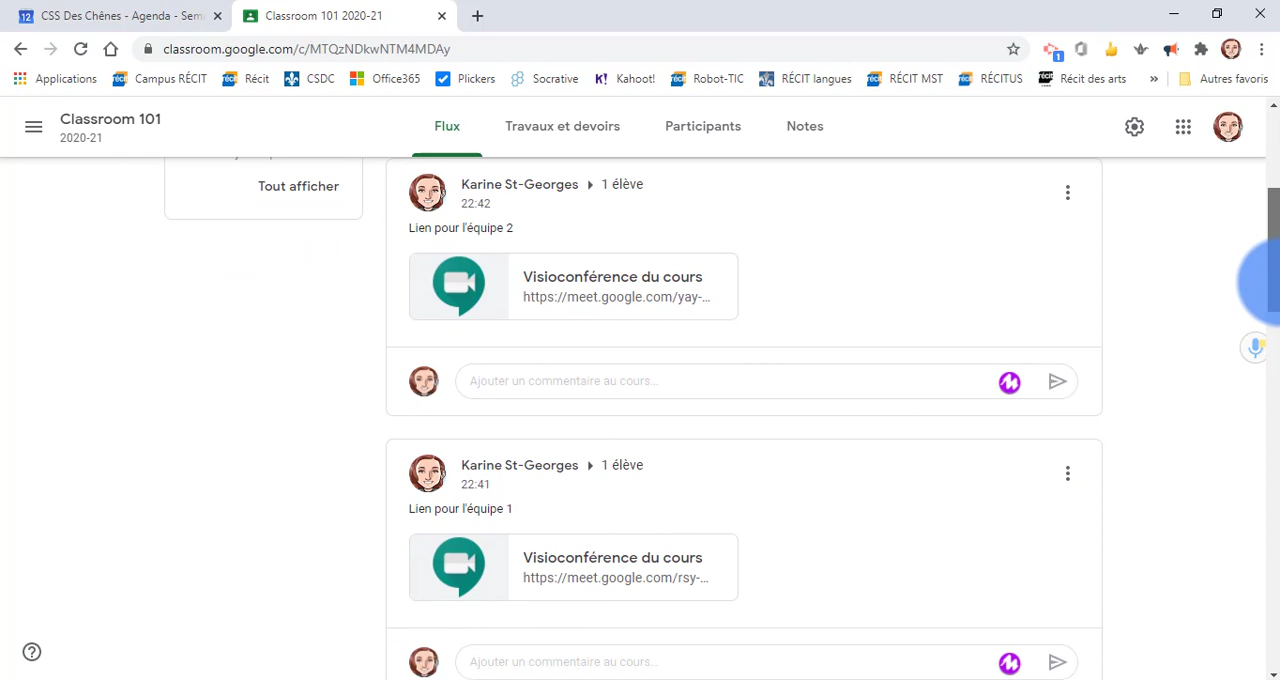 CSS Des Chênes - Agenda - Sem
Classroom 101 2020-21
classroom.google.com/c/MTQzNDkwNTM4MDAy
1
Applications
Campus RÉCIT
Récit
CSDC
Office365
Plickers
Socrative
K! Kahoot!
Robot-TIC
RÉCIT langues
RÉCIT MST
RÉCITUS
Récit des arts
»
Autres favoris
Classroom 101
2020-21
Flux
Travaux et devoirs
Participants
Notes
Tout afficher
Karine St-Georges 1 élève
22:42
Lien pour l'équipe 2
Visioconférence du cours
https://meet.google.com/yay-...
Ajouter un commentaire au cours...
Karine St-Georges 1 élève
22:41
Lien pour l'équipe 1
Visioconférence du cours
https://meet.google.com/rsy-...
Ajouter un commentaire au cours...